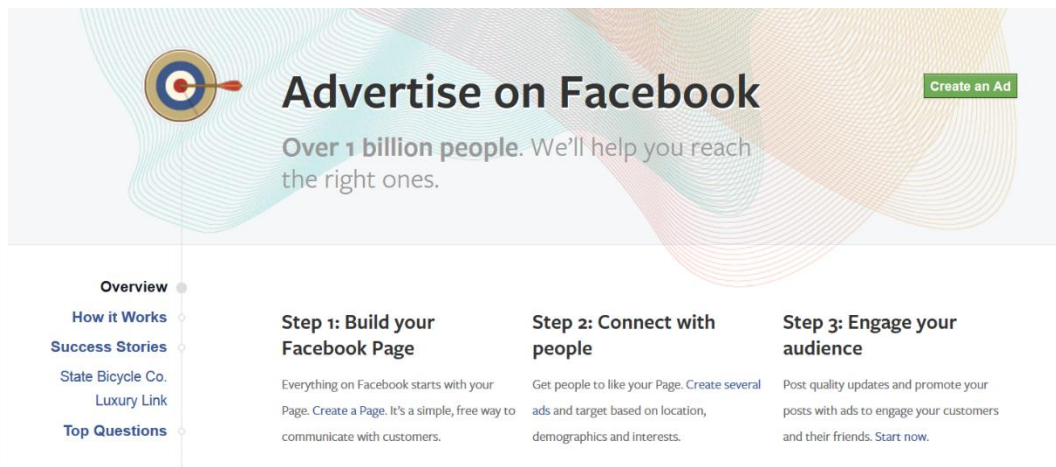 Advertise on Facebook
Create an Ad
Over 1 billion people. We'll help you reach
the right ones.
Overview
How it Works
Success Stories
State Bicycle Co.
Luxury Link
Top Questions
Step 1: Build your
Facebook Page
Everything on Facebook starts with your
Page. Create a Page. It's a simple, free way to
communicate with customers.
Step 2: Connect with
people
Get people to like your Page. Create several
ads and target based on location,
demographics and interests.
Step 3: Engage your
audience
Post quality updates and promote your
posts with ads to engage your customers
and their friends. Start now.